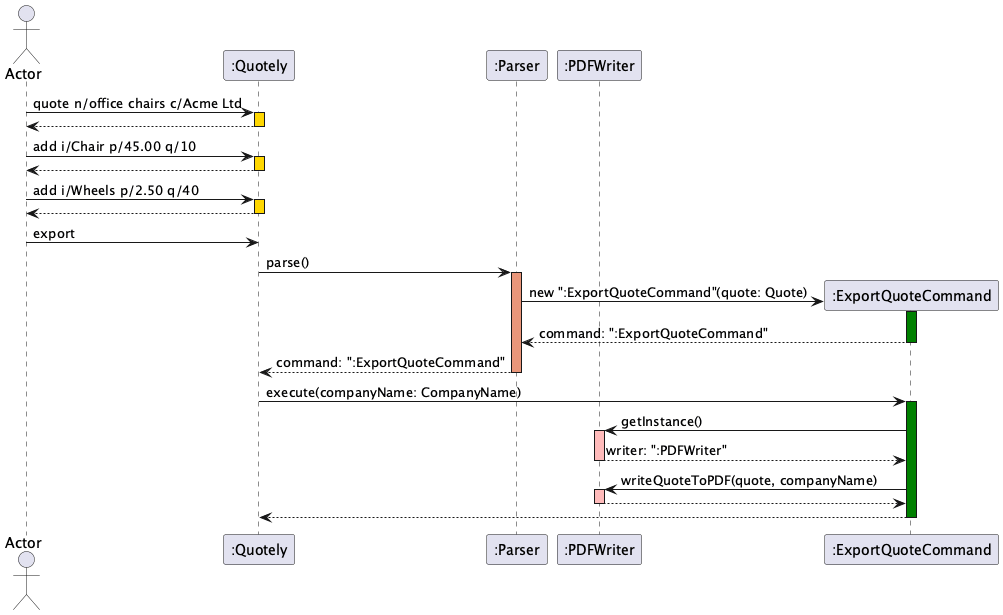 Actor
:Quotely
:Parser
:PDFWriter
quote n/office chairs c/Acme Ltd
add i/Chair p/45.00 q/10
add i/Wheels p/2.50 q/40
export
parse()
new ":ExportQuoteCommand"(quote: Quote)
:ExportQuoteCommand
command: ":ExportQuoteCommand"
command: ":ExportQuoteCommand"
execute(companyName: CompanyName)
getInstance()
writer: ":PDFWriter"
writeQuoteToPDF(quote, companyName)
Actor
:Quotely
:Parser
:PDFWriter
:ExportQuoteCommand